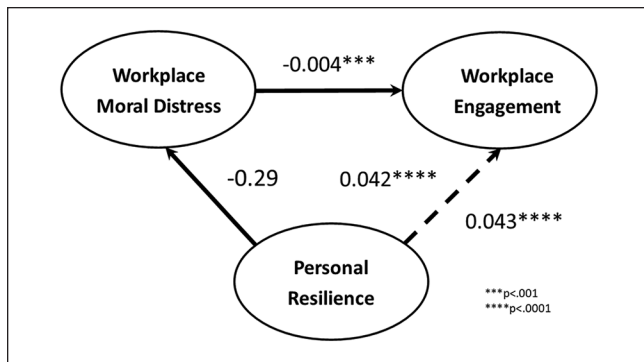 -0.004***
Workplace
Moral Distress
Workplace
Engagement
-0.29
0.042****
0.043****
Personal
Resilience
***p<.001
****p<.0001